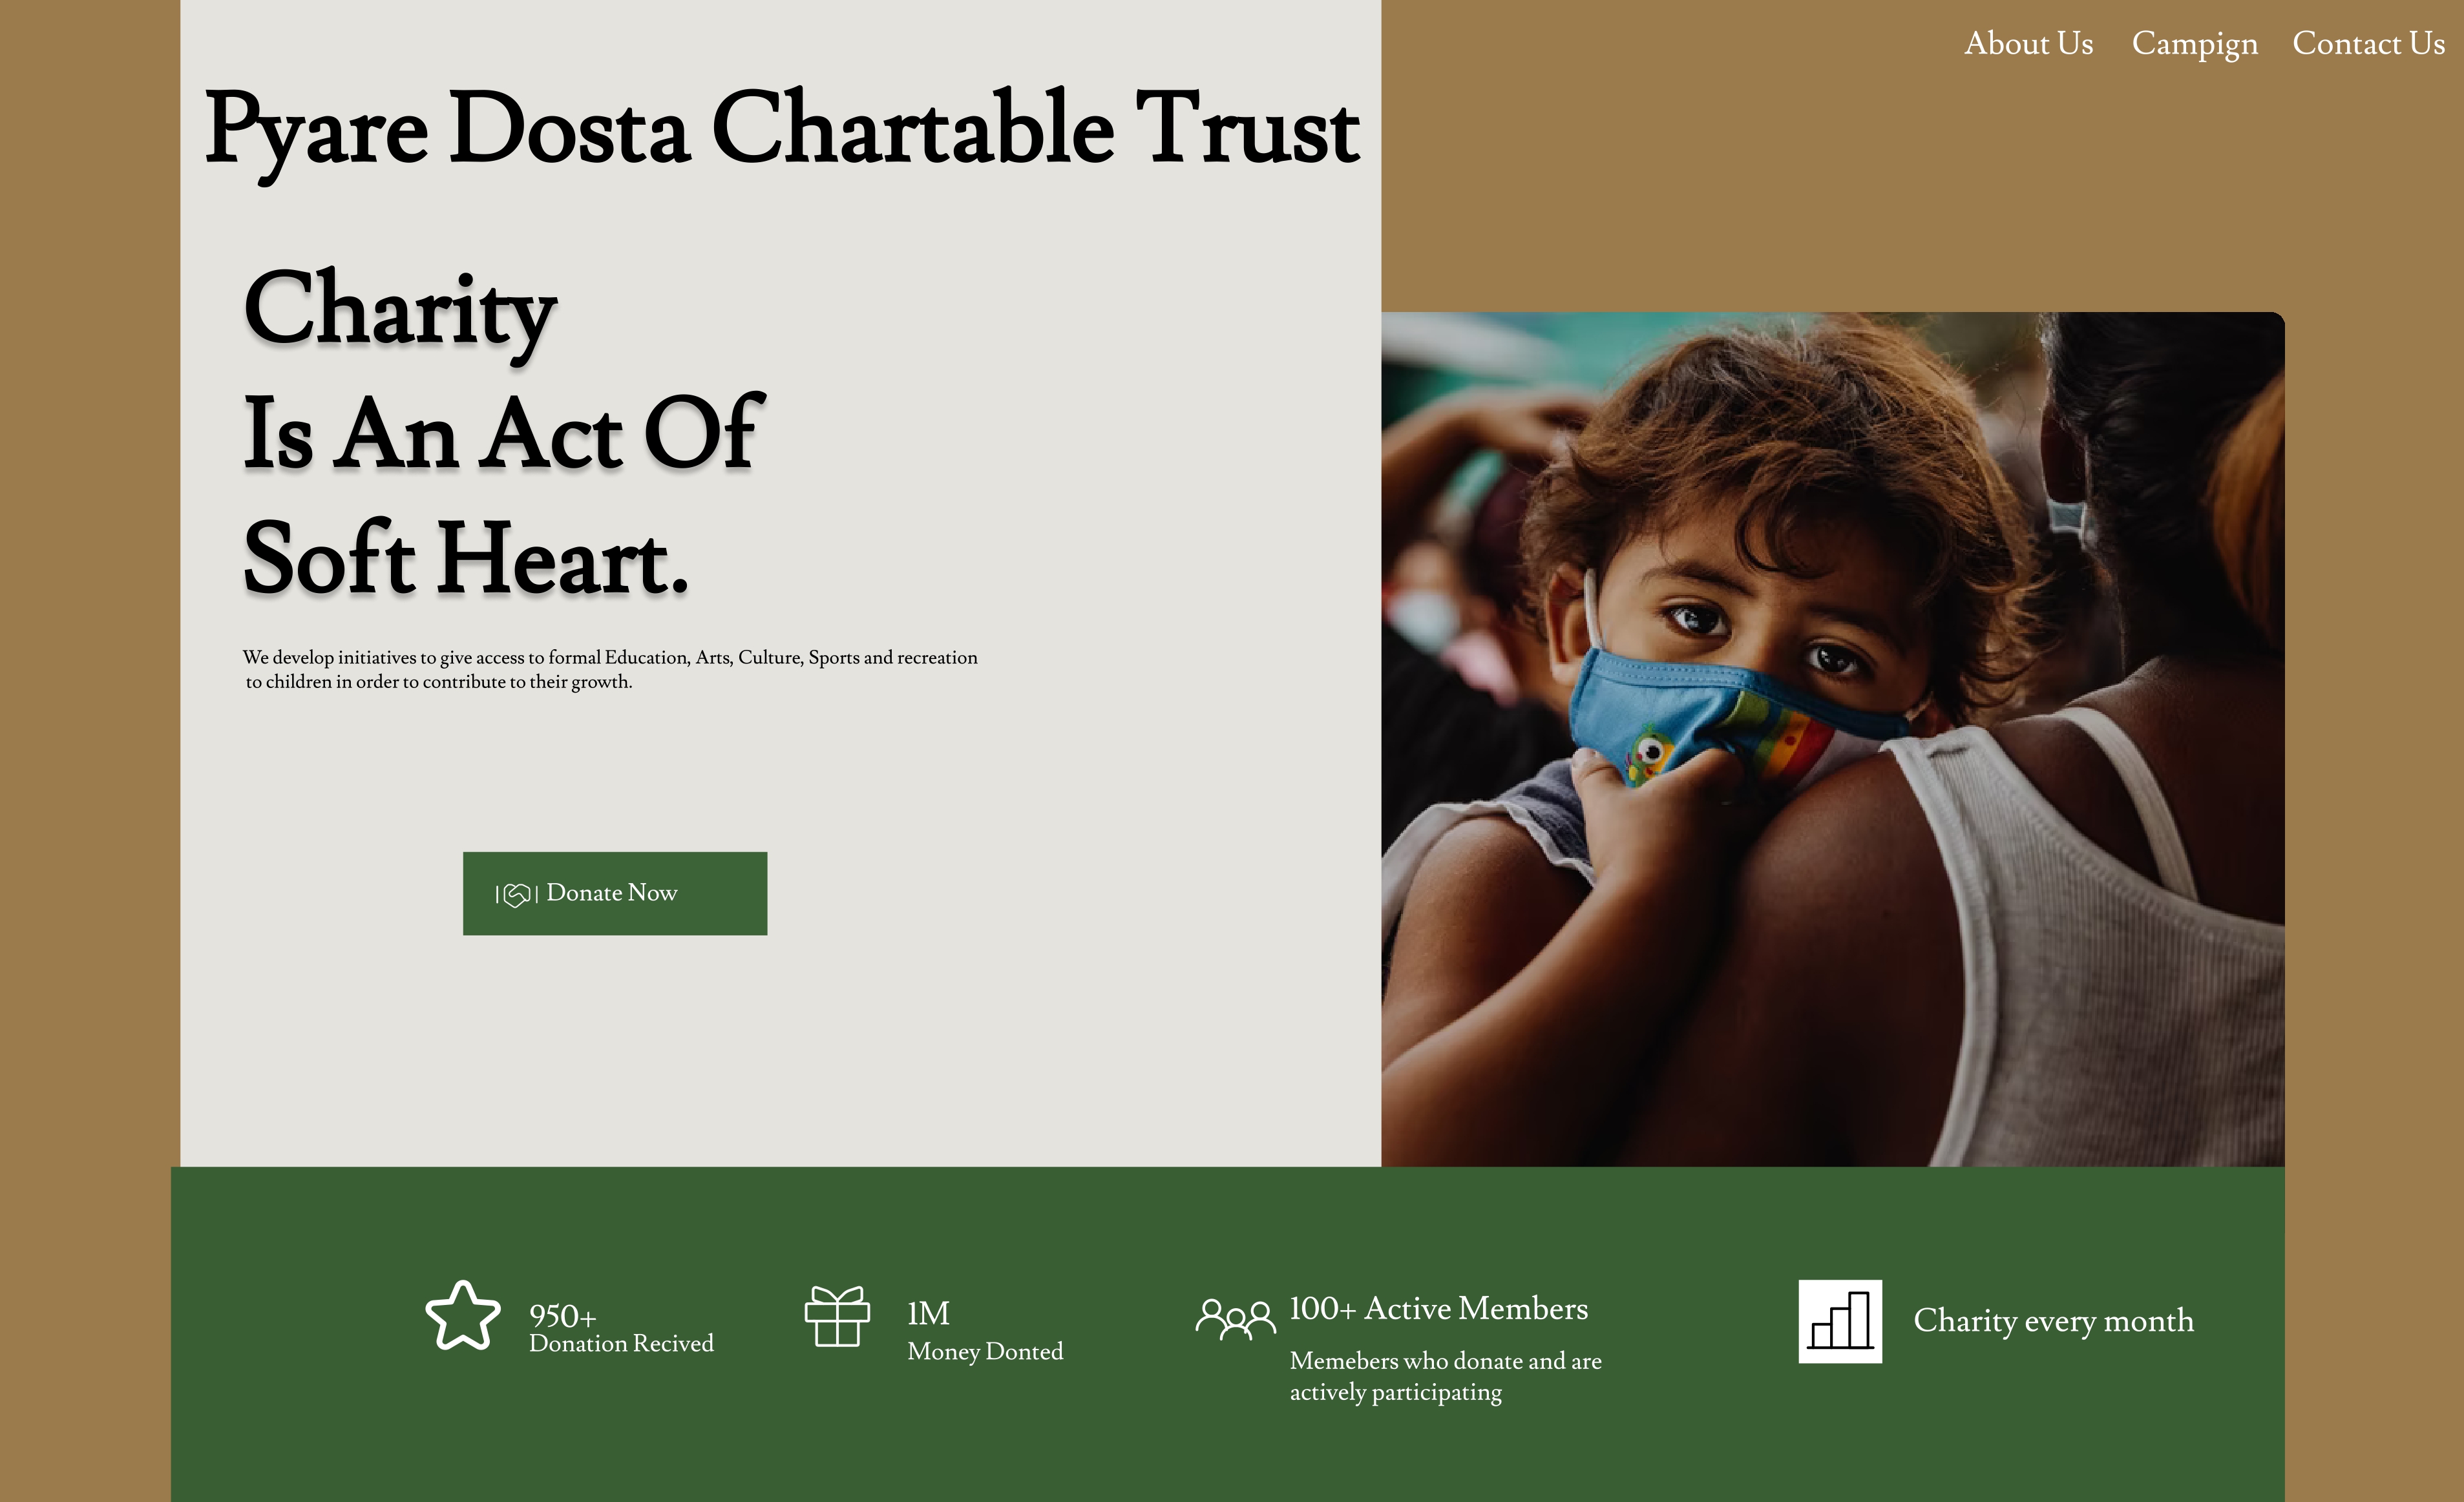 About Us Campign Contact Us
Pyare Dosta Chartable Trust
Charity
Is An Act Of
Soft Heart.
We develop initiatives to give access to formal Education, Arts, Culture, Sports and recreation
to children in order to contribute to their growth.
Donate Now
950+
Donation Recived
1M
Money Donted
100+ Active Members
Memebers who donate and are
actively participating
Charity every month